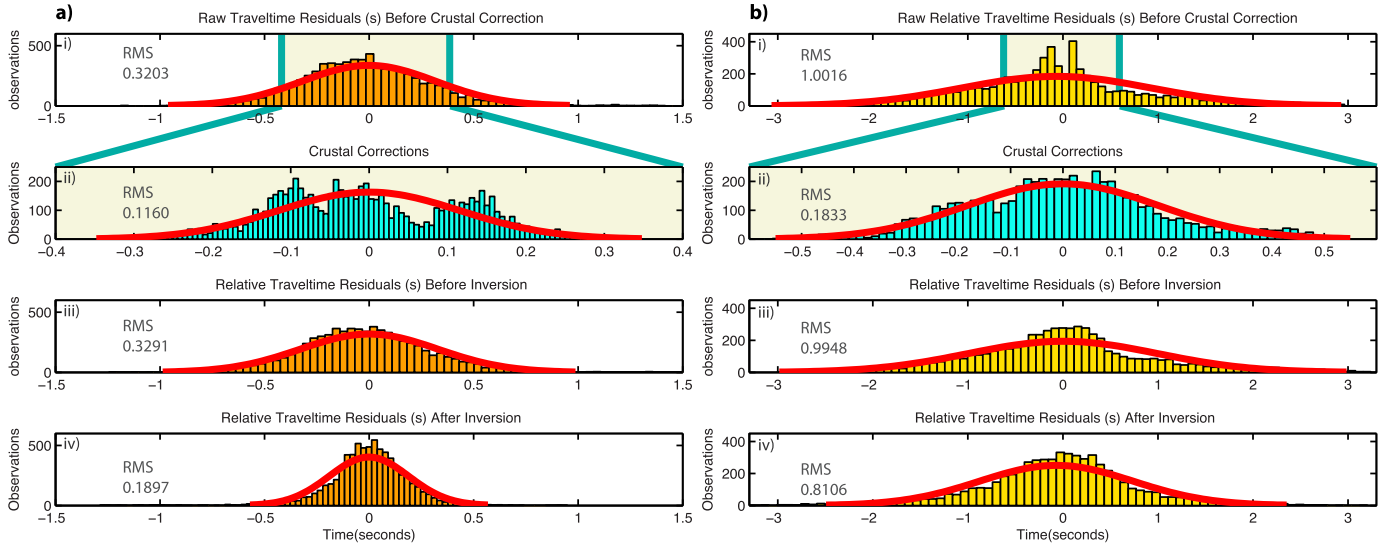 a)
Raw Traveltime Residuals (s) Before Crustal Correction
i)
RMS
0.3203
observations
500
0
−1.5 −1 −0.5 0 0.5 1 1.5
Crustal Corrections
ii)
RMS
0.1160
Observations
200
100
0
−0.4 −0.2 −0.1 0 0.1 0.2 0.3 0.4
Relative Traveltime Residuals (s) Before Inversion
iii)
RMS
0.3291
observations
500
0
−1.5 −1 −0.5 0 0.5 1 1.5
Relative Traveltime Residuals (s) After Inversion
iv)
RMS
0.1897
Observations
500
0
−1.5 −1 −0.5 0 0.5 1 1.5
Time(seconds)
b)
Raw Relative Traveltime Residuals (s) Before Crustal Correction
i)
RMS
1.0016
observations
400
200
0
−3 −2 −1 0 1 2 3
Crustal Corrections
ii)
RMS
0.1833
Observations
200
100
0
−0.5 −0.4 −0.3 −0.2 −0.1 0 0.1 0.2 0.3 0.4 0.5
Relative Traveltime Residuals (s) Before Inversion
iii)
RMS
0.9948
observations
400
200
0
−3 −2 −1 0 1 2 3
Relative Traveltime Residuals (s) After Inversion
iv)
RMS
0.8106
Observations
400
200
0
−3 −2 −1 0 1 2 3
Time(seconds)